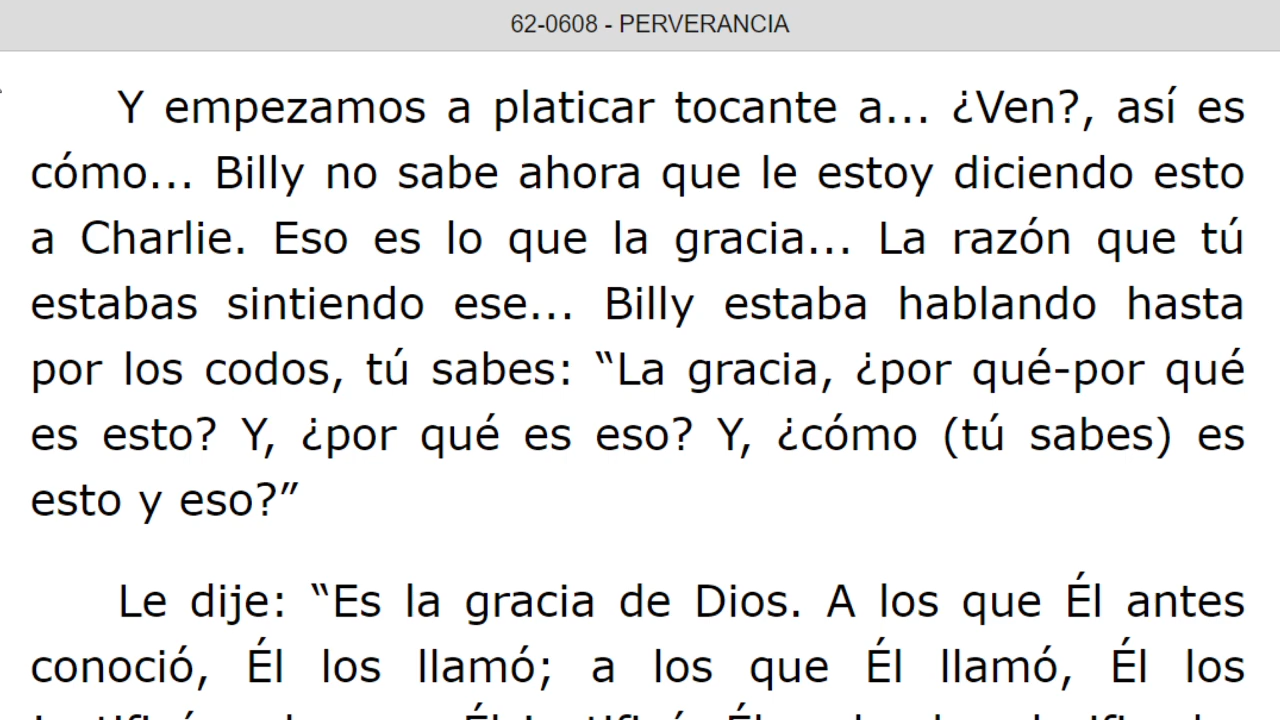 62-0608 - PERVERANCIA
Y empezamos a platicar tocante a... ¿Ven?, así es
cómo... Billy no sabe ahora que le estoy diciendo esto
a Charlie. Eso es lo que la gracia... La razón que tú
estabas sintiendo ese... Billy estaba hablando hasta
por los codos, tú sabes: “La gracia, ¿por qué-por qué
es esto? Y, ¿por qué es eso? Y, ¿cómo (tú sabes) es
esto y eso?”
Le dije: “Es la gracia de Dios. A los que Él antes
conoció, Él los llamó; a los que Él llamó, Él los